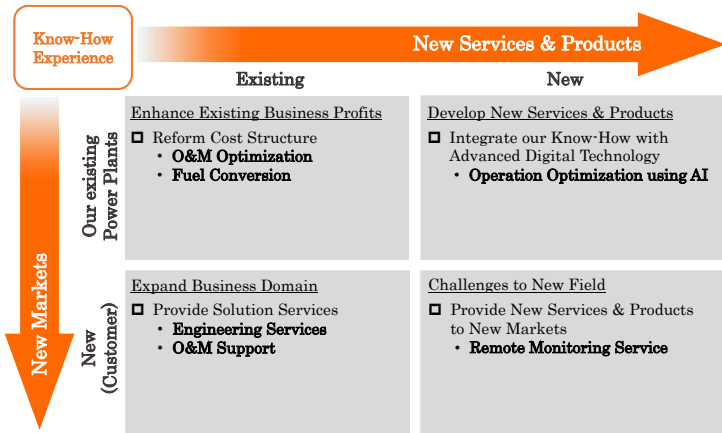 Know-How
Experience
New Services & Products
Existing
New
New Markets
Our existing
Power Plants
Enhance Existing Business Profits
Reform Cost Structure
・ O&M Optimization
・ Fuel Conversion
Develop New Services & Products
Integrate our Know-How with
Advanced Digital Technology
・ Operation Optimization using AI
New
(Customer)
Expand Business Domain
Provide Solution Services
・ Engineering Services
・ O&M Support
Challenges to New Field
Provide New Services & Products
to New Markets
・ Remote Monitoring Service